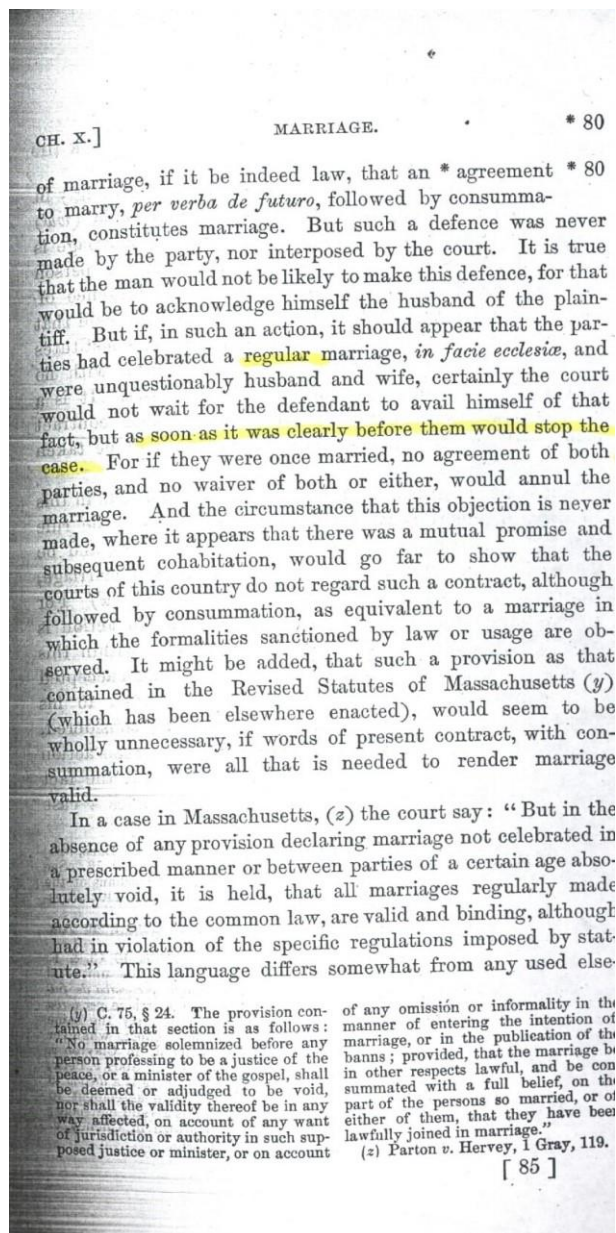 CH. X.] MARRIAGE. * 80
of marriage, if it be indeed law, that an * agreement * 80
to marry, per verba de futuro, followed by consumma-
tion, constitutes marriage. But such a defence was never
made by the party, nor interposed by the court. It is true
that the man would not be likely to make this defence, for that
would be to acknowledge himself the husband of the plain-
tiff. But if, in such an action, it should appear that the par-
ties had celebrated a regular marriage, in facie ecclesiæ, and
were unquestionably husband and wife, certainly the court
would not wait for the defendant to avail himself of that
fact, but as soon as it was clearly before them would stop the
case. For if they were once married, no agreement of both
parties, and no waiver of both or either, would annul the
marriage. And the circumstance that this objection is never
made, where it appears that there was a mutual promise and
subsequent cohabitation, would go far to show that the
courts of this country do not regard such a contract, although
followed by consummation, as equivalent to a marriage in
which the formalities sanctioned by law or usage are ob-
served. It might be added, that such a provision as that
contained in the Revised Statutes of Massachusetts (y)
(which has been elsewhere enacted), would seem to be
wholly unnecessary, if words of present contract, with con-
summation, were all that is needed to render marriage
valid.
In a case in Massachusetts, (z) the court say: "But in the
absence of any provision declaring marriage not celebrated in
a prescribed manner or between parties of a certain age abso-
lutely void, it is held, that all marriages regularly made
according to the common law, are valid and binding, although
had in violation of the specific regulations imposed by stat-
ute." This language differs somewhat from any used else-
(y) C. 75, § 24. The provision con-
tained in that section is as follows:
"No marriage solemnized before any
person professing to be a justice of the
peace, or a minister of the gospel, shall
be deemed or adjudged to be void,
nor shall the validity thereof be in any
way affected, on account of any want
of jurisdiction or authority in such sup-
posed justice or minister, or on account
of any omission or informality in the
manner of entering the intention of
marriage, or in the publication of the
banns; provided, that the marriage be
in other respects lawful, and be con
summated with a full belief, on the
part of the persons so married, or of
either of them, that they have been
lawfully joined in marriage."
(z) Parton v. Hervey, 1 Gray, 119.
[ 85 ]